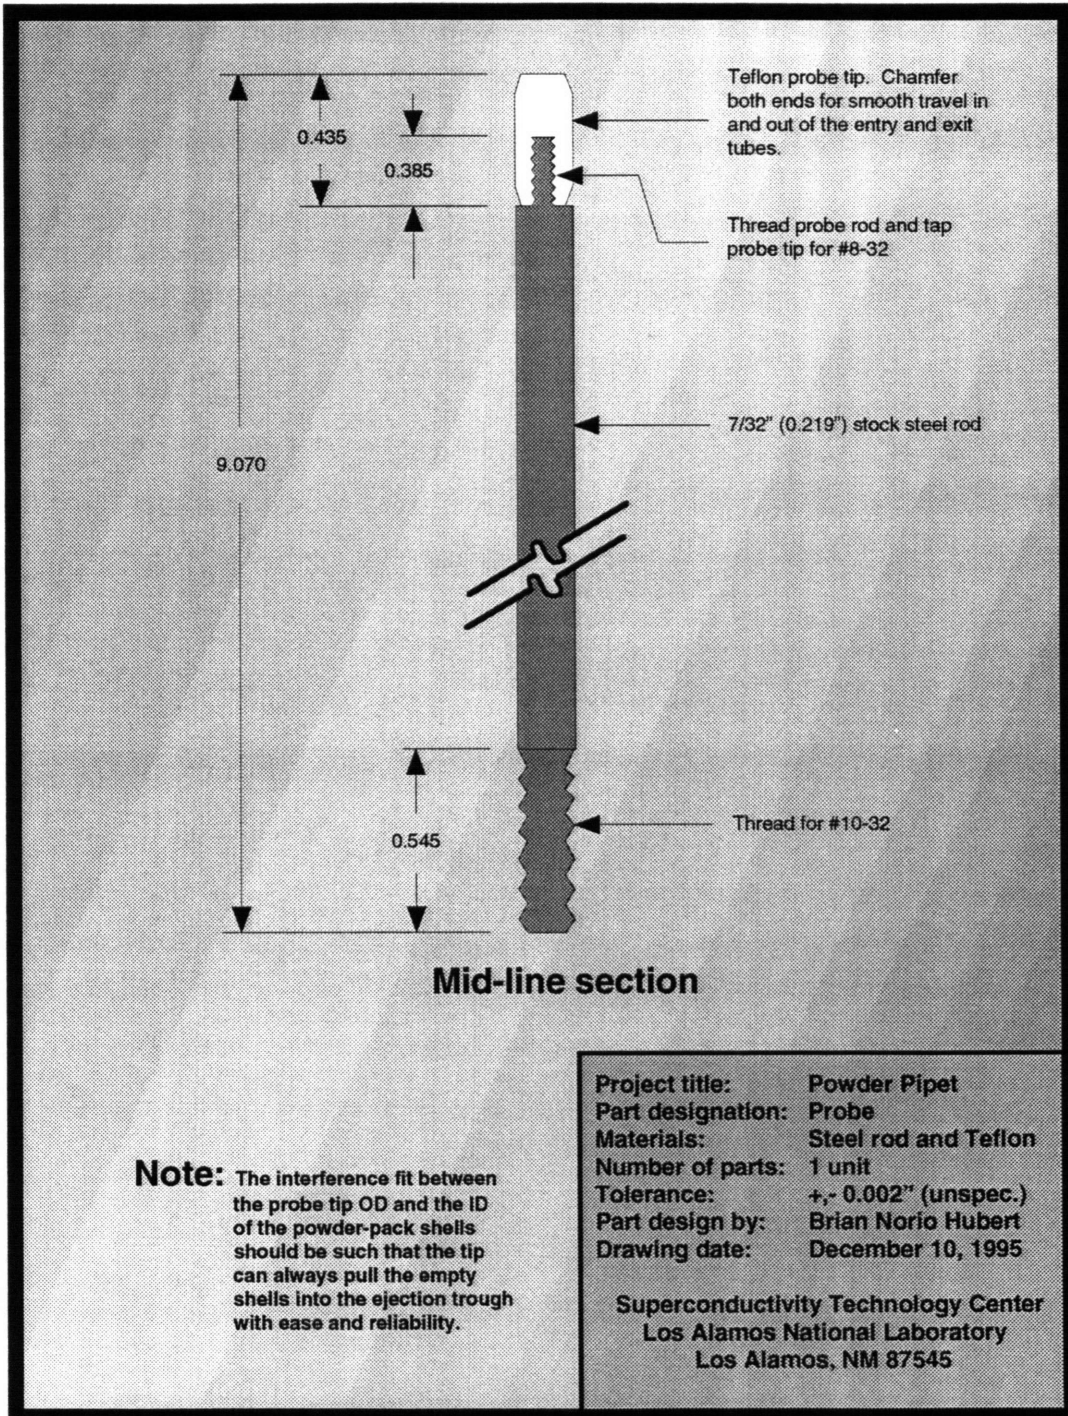 Teflon probe tip. Chamfer
both ends for smooth travel in
and out of the entry and exit
tubes.
0.435
0.385
Thread probe rod and tap
probe tip for #8-32
7/32" (0.219") stock steel rod
9.070
Thread for #10-32
0.545
Mid-line section
Project title: Powder Pipet
Part designation: Probe
Materials: Steel rod and Teflon
Number of parts: 1 unit
Tolerance: +,- 0.002" (unspec.)
Part design by: Brian Norio Hubert
Drawing date: December 10, 1995
Superconductivity Technology Center
Los Alamos National Laboratory
Los Alamos, NM 87545
Note: The interference fit between
the probe tip OD and the ID
of the powder-pack shells
should be such that the tip
can always pull the empty
shells into the ejection trough
with ease and reliability.